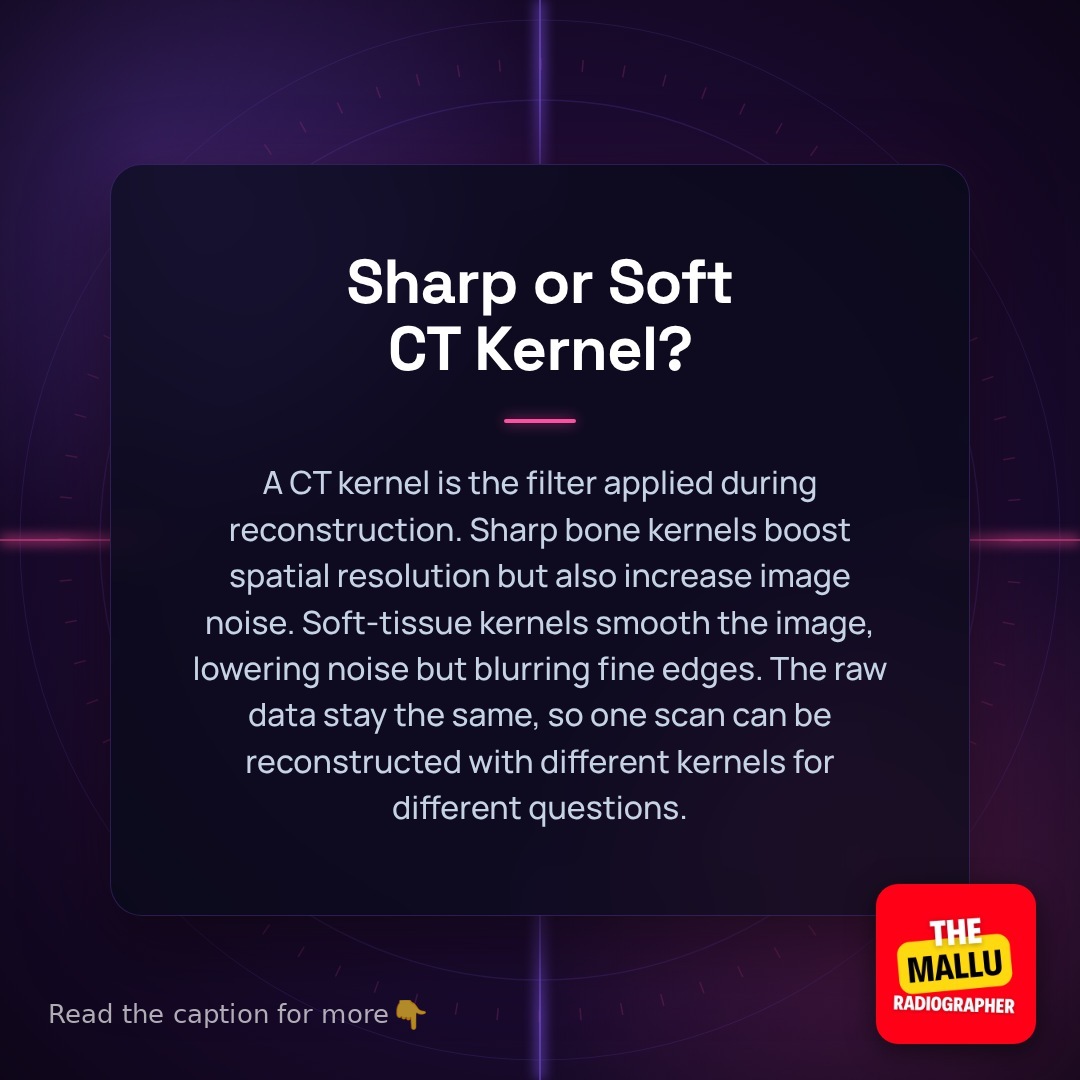 Sharp or Soft
CT Kernel?
A CT kernel is the filter applied during
reconstruction. Sharp bone kernels boost
spatial resolution but also increase image
noise. Soft-tissue kernels smooth the image,
lowering noise but blurring fine edges. The raw
data stay the same, so one scan can be
reconstructed with different kernels for
different questions.
Read the caption for more 👇
THE
MALLU
RADIOGRAPHER